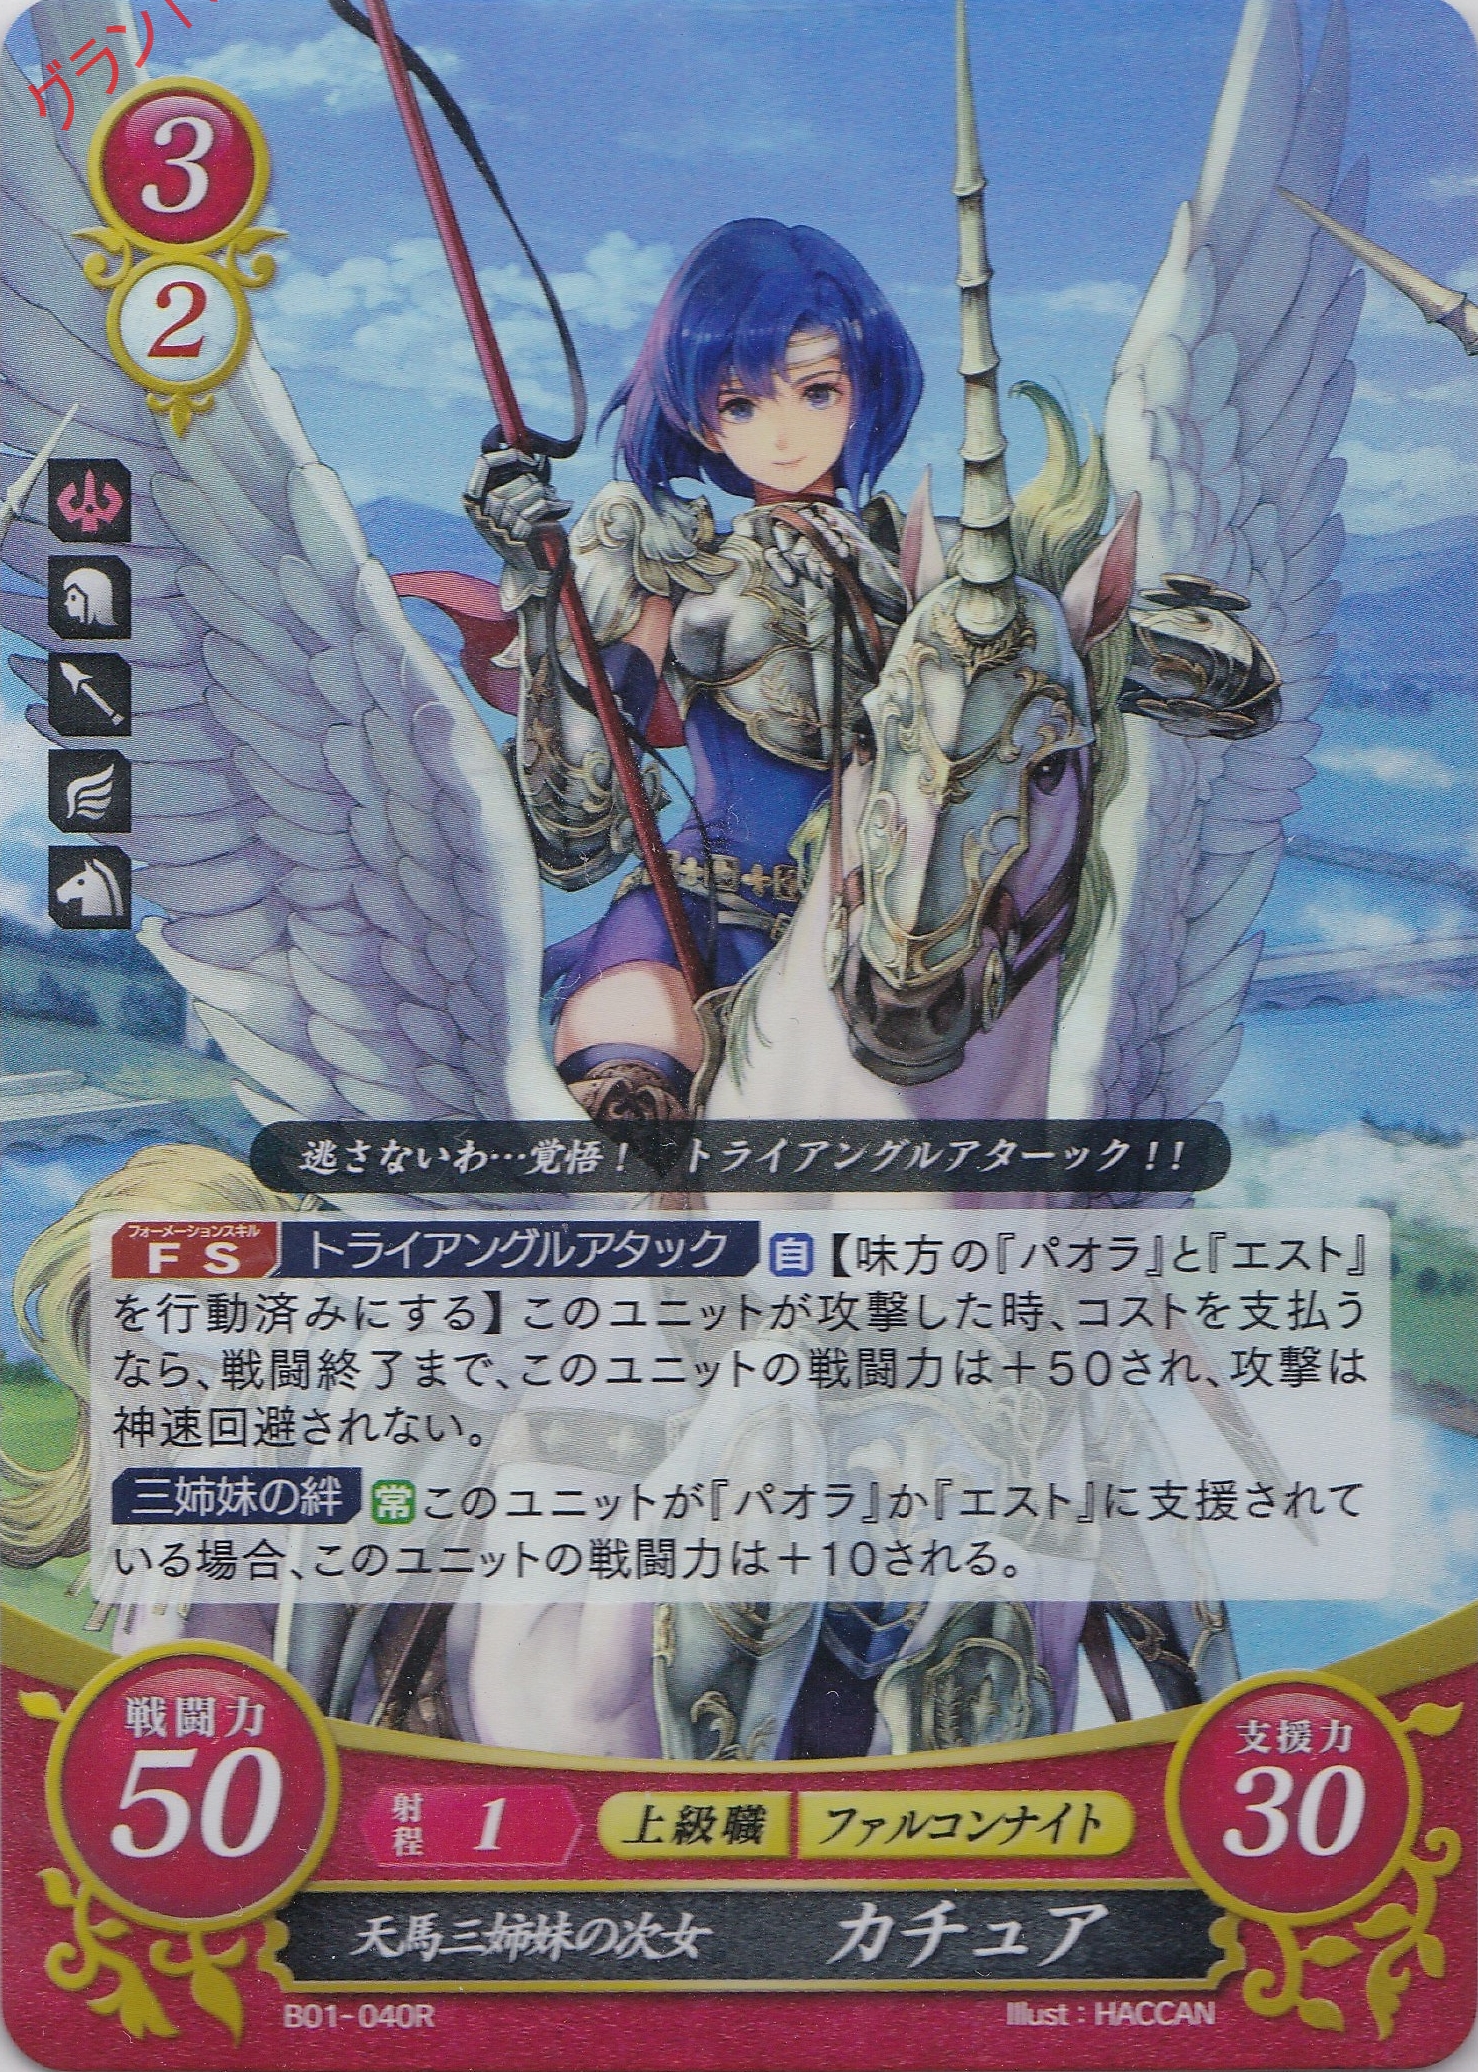 グラン
3
2
逃さないわ…覚悟！ トライアングルアターック!!
フォーメーションスキル
FS トライアングルアタック 自【味方の『パオラ』と『エスト』
を行動済みにする】このユニットが攻撃した時、コストを支払う
なら、戦闘終了まで、このユニットの戦闘力は＋50され、攻撃は
神速回避されない。
三姉妹の絆 常 このユニットが『パオラ』か『エスト』に支援されて
いる場合、このユニットの戦闘力は＋10される。
戦闘力
50
射程 1
上級職 ファルコンナイト
支援力
30
天馬三姉妹の次女 カチュア
B01-040R
Illust : HACCAN